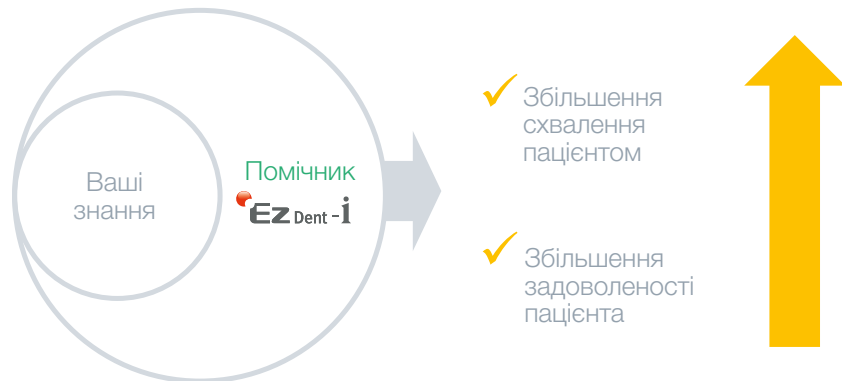 Ваші
знання
Помічник
Ez Dent-i
Збільшення
схвалення
пацієнтом
Збільшення
задоволеності
пацієнта